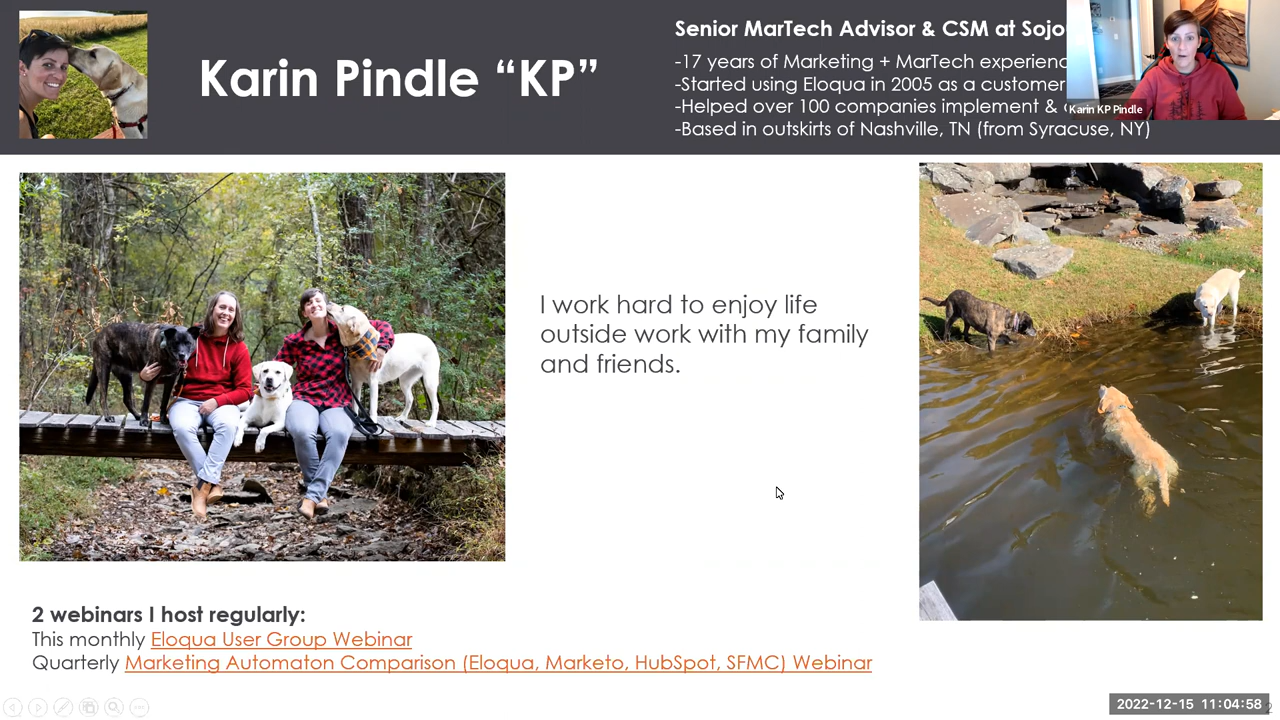 Karin Pindle “KP”
Senior MarTech Advisor & CSM at
-17 years of Marketing + MarTech
-Started using Eloqua in 2005 as a customer
-Helped over 100 companies implement &
-Based in outskirts of Nashville, TN (from Syracuse, NY)
Karin KP Pindle
I work hard to enjoy life
outside work with my family
and friends.
2 webinars I host regularly:
This monthly Eloqua User Group Webinar
Quarterly Marketing Automaton Comparison (Eloqua, Marketo, HubSpot, SFMC) Webinar
2022-12-15 11:04:58
2